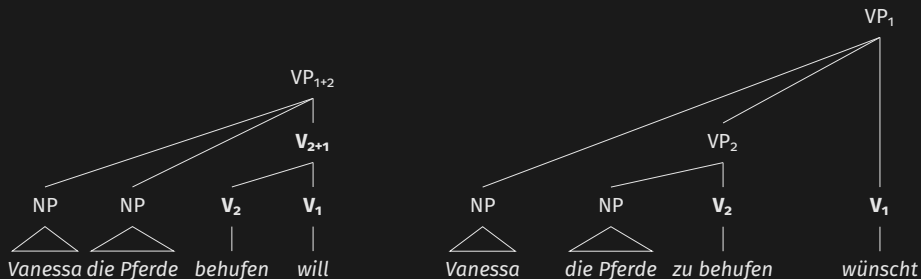 VP₁
VP₁₊₂
V₂₊₁ VP₂
NP NP V₂ V₁ NP NP V₂ V₁
Vanessa die Pferde behufen will Vanessa die Pferde zu behufen wünscht